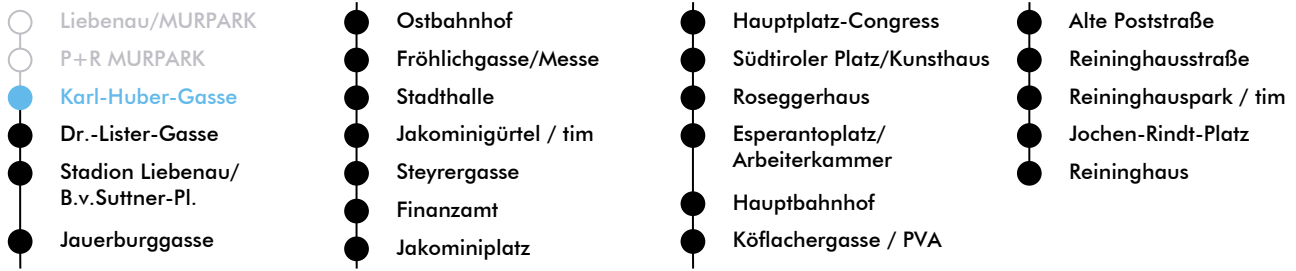 Liebenau/MURPARK
P+R MURPARK
Karl-Huber-Gasse
Dr.-Lister-Gasse
Stadion Liebenau/
B.v.Suttner-Pl.
Jauerburggasse
Ostbahnhof
Fröhlichgasse/Messe
Stadthalle
Jakominigürtel / tim
Steyrergasse
Finanzamt
Jakominiplatz
Hauptplatz-Congress
Südtiroler Platz/Kunsthaus
Roseggerhaus
Esperantoplatz/
Arbeiterkammer
Hauptbahnhof
Köflachergasse / PVA
Alte Poststraße
Reininghausstraße
Reininghauspark / tim
Jochen-Rindt-Platz
Reininghaus